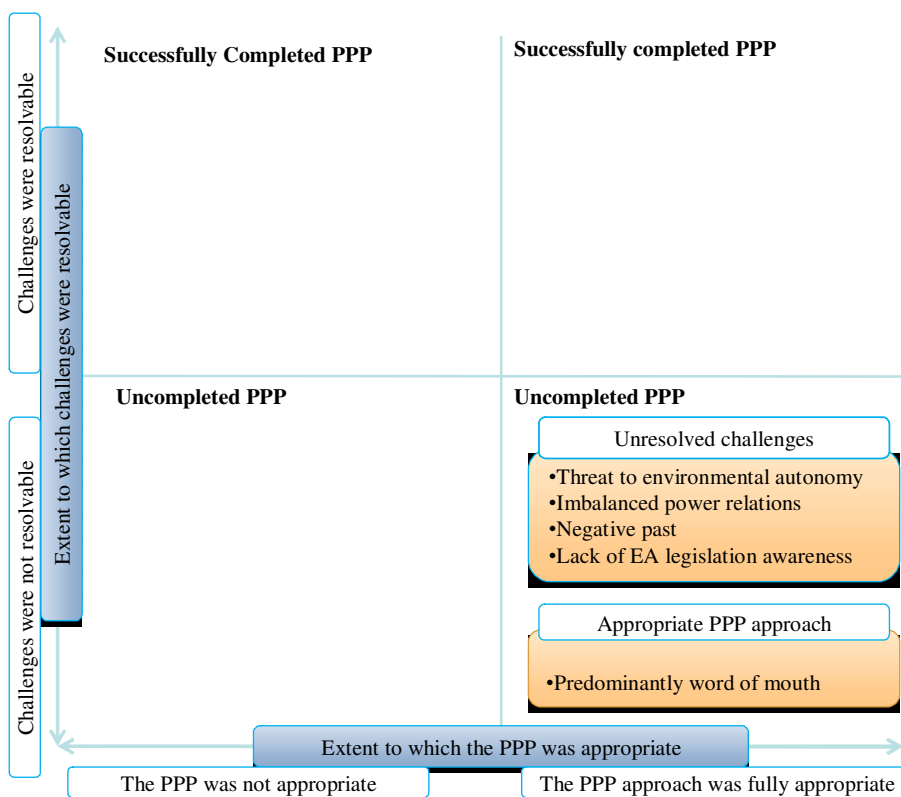 Successfully Completed PPP
Successfully completed PPP
Challenges were resolvable
Extent to which challenges were resolvable
Challenges were not resolvable
Uncompleted PPP
Uncompleted PPP
Unresolved challenges
•Threat to environmental autonomy
•Imbalanced power relations
•Negative past
•Lack of EA legislation awareness
Appropriate PPP approach
•Predominantly word of mouth
Extent to which the PPP was appropriate
The PPP was not appropriate
The PPP approach was fully appropriate